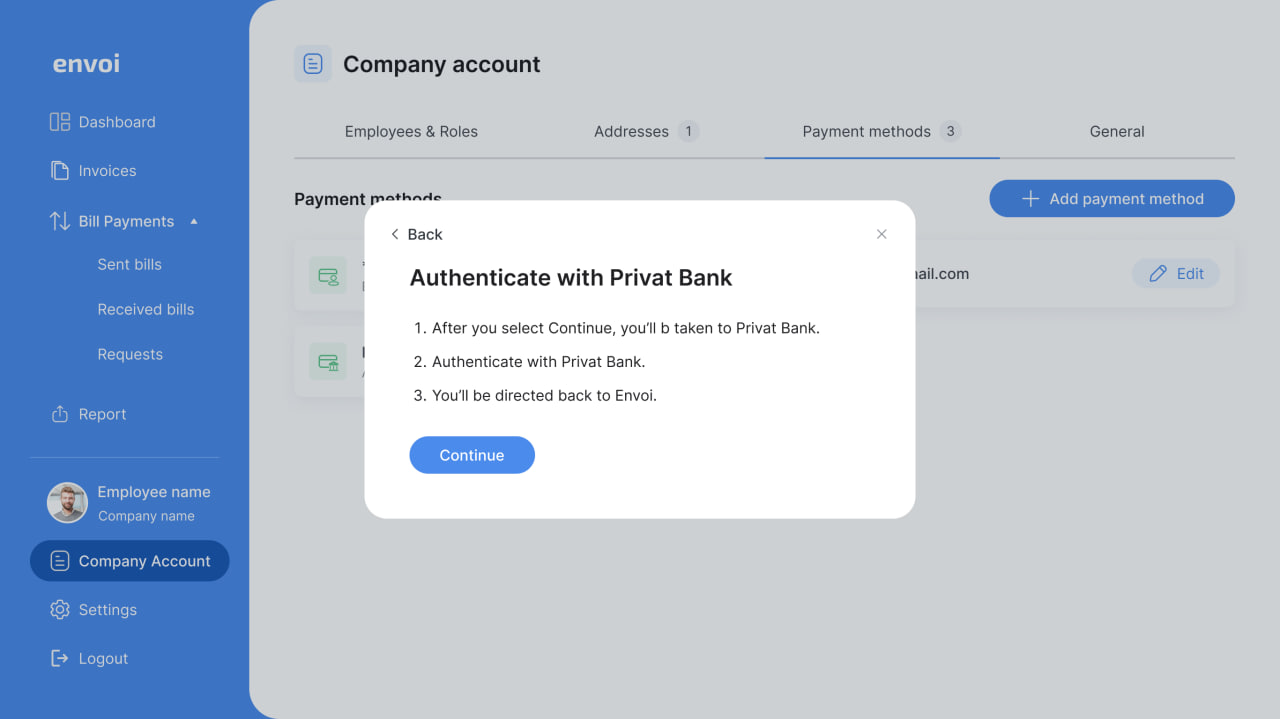 envoi
Dashboard
Invoices
Bill Payments
Sent bills
Received bills
Requests
Report
Employee name
Company name
Company Account
Settings
Logout
Company account
Employees & Roles
Addresses 1
Payment methods 3
General
Payment methods
Add payment method
Edit
Back
Authenticate with Privat Bank
1. After you select Continue, you’ll b taken to Privat Bank.
2. Authenticate with Privat Bank.
3. You’ll be directed back to Envoi.
Continue